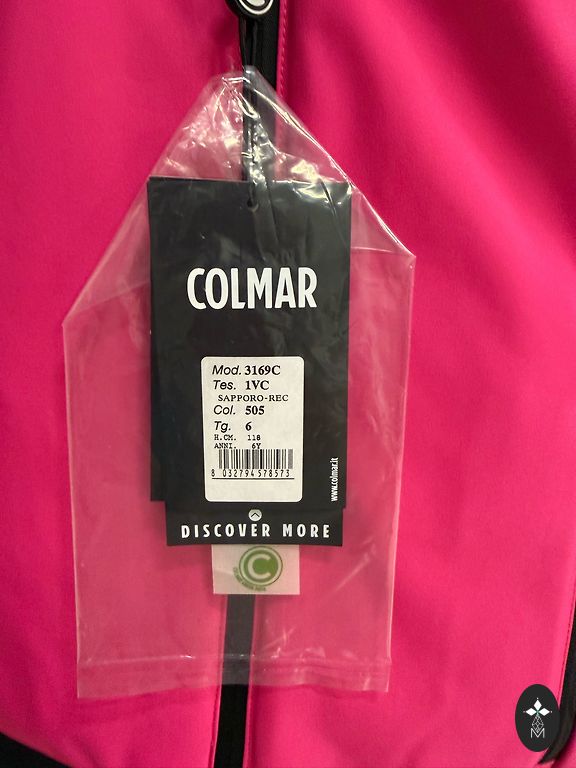 COLMAR
Mod. 3169C
Tes. 1VC
SAPPORO-REC
Col. 505
Tg. 6
H.CM. 118
ANNI. 6Y
8 032794 578573
www.colmar.it
DISCOVER MORE
C
M